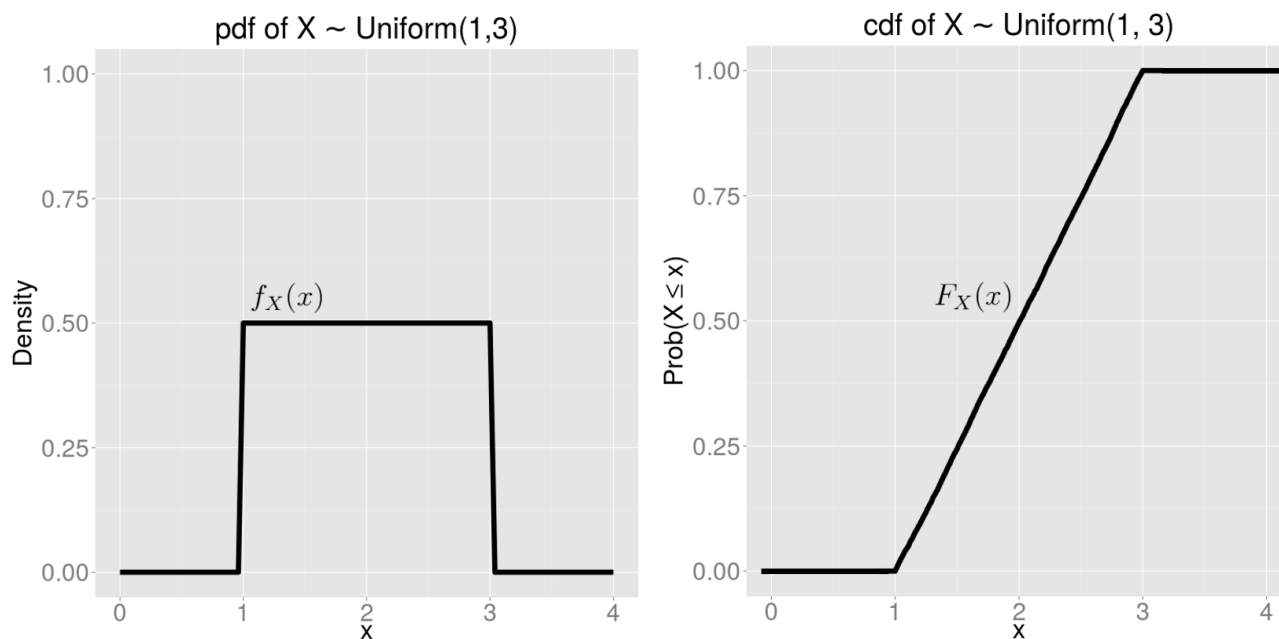 pdf of X ~ Uniform(1,3)
1.00
0.75
0.50
0.25
0.00
Density
f_X(x)
0 1 2 3 4
x
cdf of X ~ Uniform(1, 3)
1.00
0.75
0.50
0.25
0.00
Prob(X ≤ x)
F_X(x)
0 1 2 3 4
x